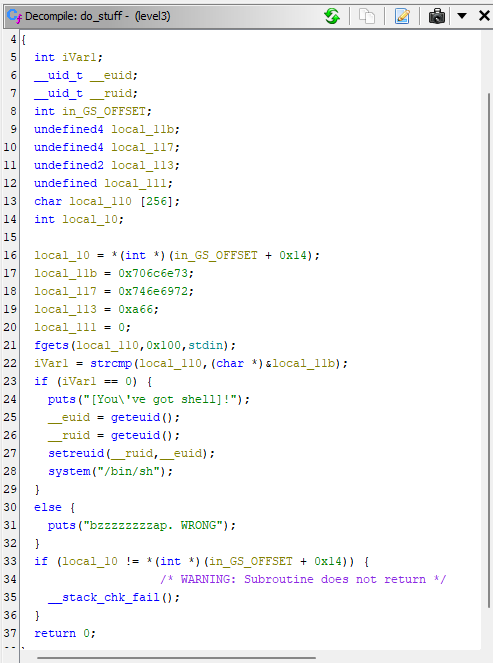 Decompile: do_stuff - (level3)
4 {
5 int iVar1;
6 __uid_t __euid;
7 __uid_t __ruid;
8 int in_GS_OFFSET;
9 undefined4 local_11b;
10 undefined4 local_117;
11 undefined2 local_113;
12 undefined local_111;
13 char local_110 [256];
14 int local_10;
15
16 local_10 = *(int *)(in_GS_OFFSET + 0x14);
17 local_11b = 0x706c6e73;
18 local_117 = 0x746e6972;
19 local_113 = 0xa66;
20 local_111 = 0;
21 fgets(local_110,0x100,stdin);
22 iVar1 = strcmp(local_110,(char *)&local_11b);
23 if (iVar1 == 0) {
24 puts("[You\'ve got shell]!");
25 __euid = geteuid();
26 __ruid = geteuid();
27 setreuid(__ruid,__euid);
28 system("/bin/sh");
29 }
30 else {
31 puts("bzzzzzzzzap. WRONG");
32 }
33 if (local_10 != *(int *)(in_GS_OFFSET + 0x14)) {
34 /* WARNING: Subroutine does not return */
35 __stack_chk_fail();
36 }
37 return 0;